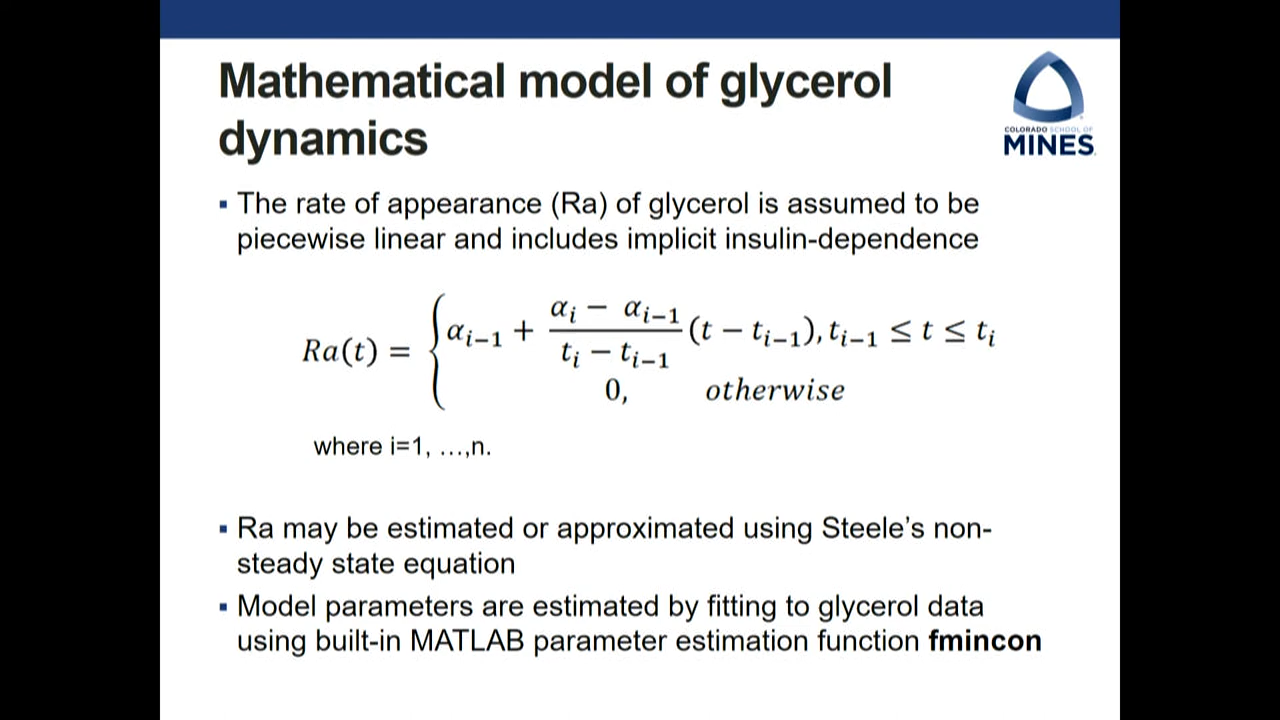 Mathematical model of glycerol
dynamics
COLORADO SCHOOL OF
MINES
▪ The rate of appearance (Ra) of glycerol is assumed to be
piecewise linear and includes implicit insulin-dependence
Ra(t) = { α_{i−1} + \frac{α_i − α_{i−1}}{t_i − t_{i−1}} (t − t_{i−1}), t_{i−1} ≤ t ≤ t_i
0, otherwise
where i=1, …,n.
▪ Ra may be estimated or approximated using Steele’s non-
steady state equation
▪ Model parameters are estimated by fitting to glycerol data
using built-in MATLAB parameter estimation function fmincon